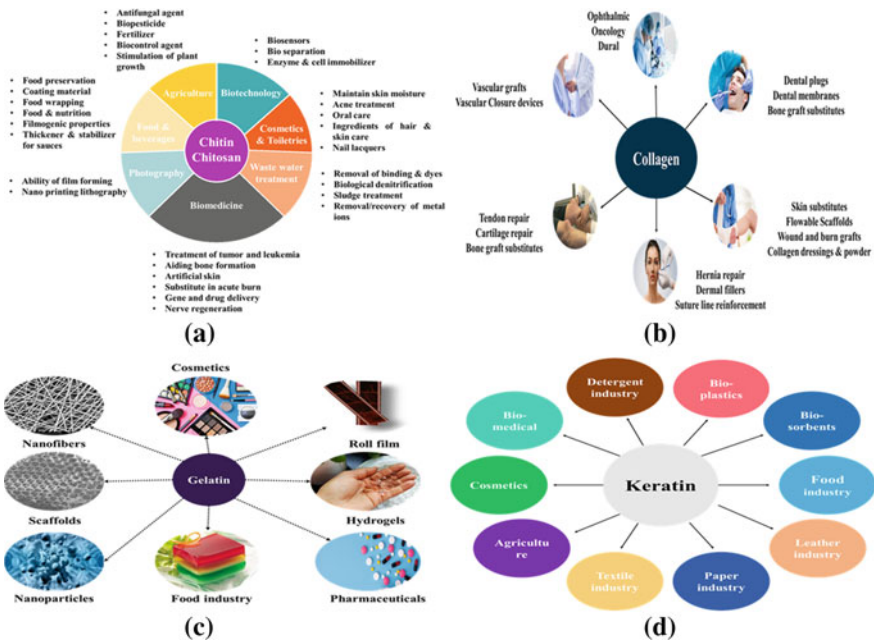 • Antifungal agent
• Biopesticide
• Fertilizer
• Biocontrol agent
• Stimulation of plant
growth
• Biosensors
• Bio separation
• Enzyme & cell immobilizer
• Food preservation
• Coating material
• Food wrapping
• Food & nutrition
• Filmogenic properties
• Thickener & stabilizer
for sauces
• Maintain skin moisture
• Acne treatment
• Oral care
• Ingredients of hair &
skin care
• Nail lacquers
• Ability of film forming
• Nano printing lithography
• Removal of binding & dyes
• Biological denitrification
• Sludge treatment
• Removal/recovery of metal
ions
Agriculture
Biotechnology
Food &
beverages
Cosmetics
& Toiletries
Chitin
Chitosan
Photography
Waste water
treatment
Biomedicine
• Treatment of tumor and leukemia
• Aiding bone formation
• Artificial skin
• Substitute in acute burn
• Gene and drug delivery
• Nerve regeneration
(a)
Ophthalmic
Oncology
Dural
Vascular grafts
Vascular Closure devices
Dental plugs
Dental membranes
Bone graft substitutes
Collagen
Tendon repair
Cartilage repair
Bone graft substitutes
Skin substitutes
Flowable Scaffolds
Wound and burn grafts
Collagen dressings & powder
Hernia repair
Dermal fillers
Suture line reinforcement
(b)
Cosmetics
Nanofibers
Roll film
Gelatin
Scaffolds
Hydrogels
Nanoparticles
Food industry
Pharmaceuticals
(c)
Detergent
industry
Bio-
plastics
Bio-
medical
Bio-
sorbents
Cosmetics
Keratin
Food
industry
Agricultu
re
Leather
industry
Textile
industry
Paper
industry
(d)